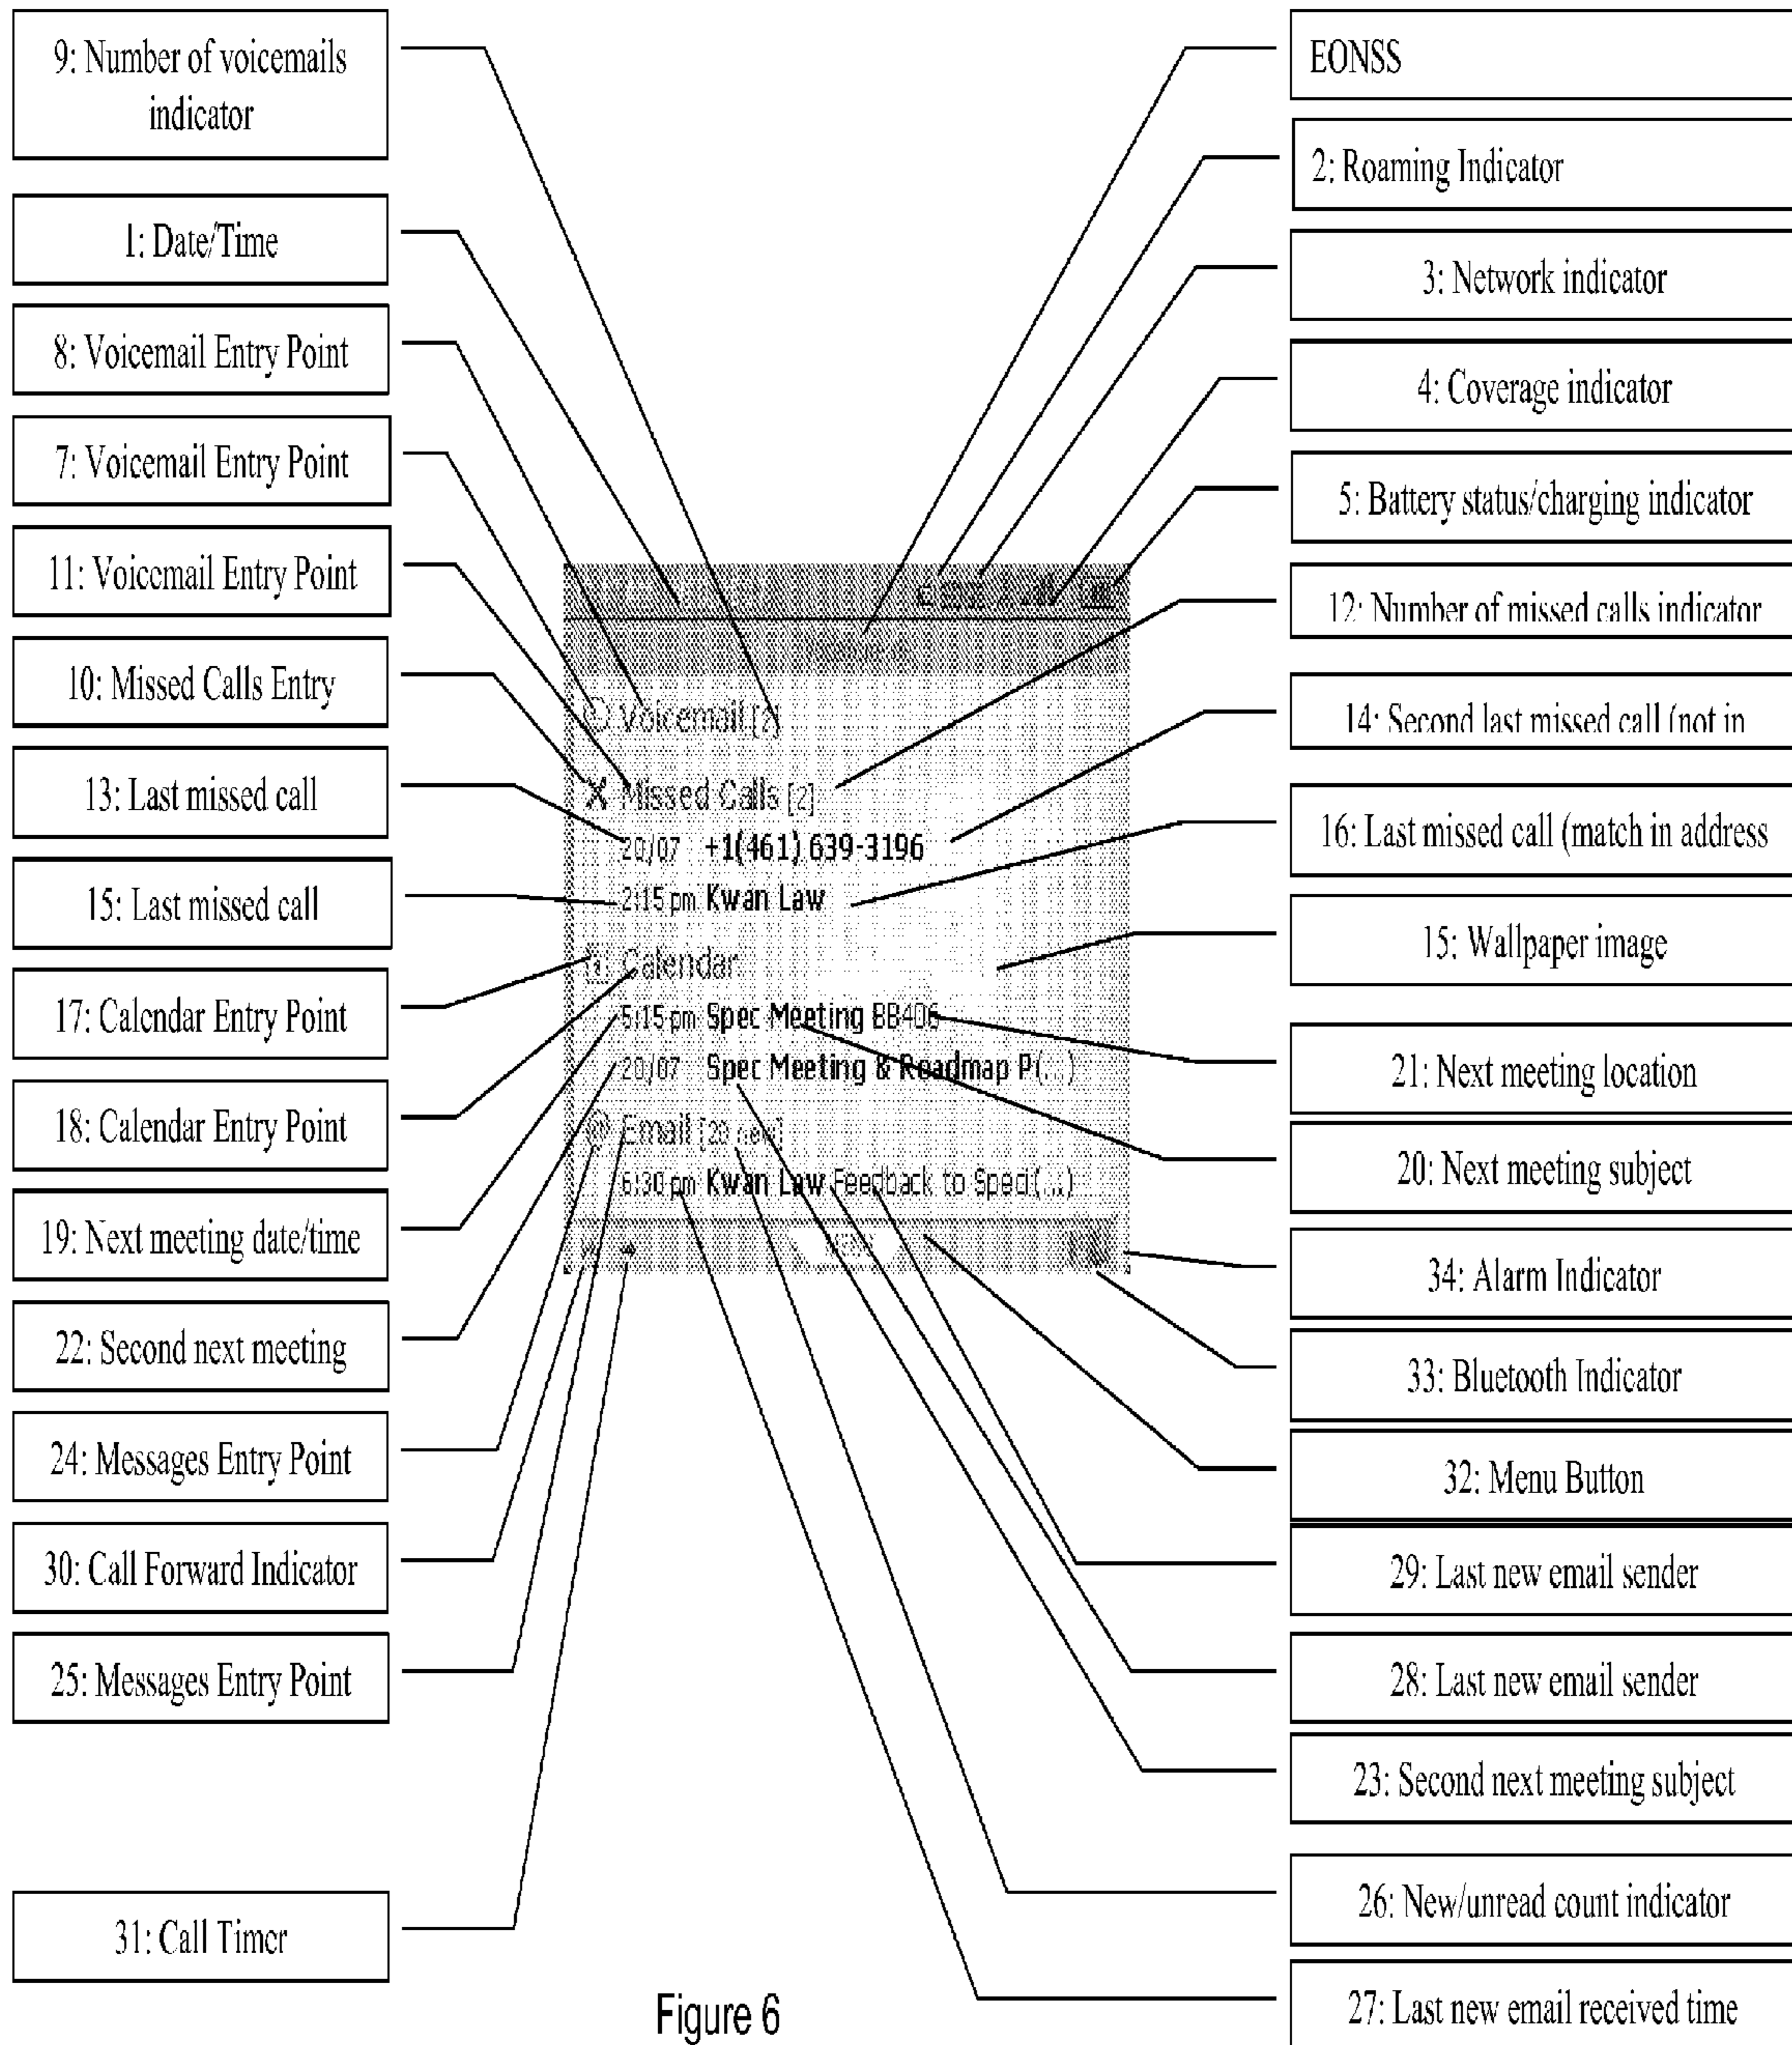 9: Number of voicemails
indicator
1: Date/Time
8: Voicemail Entry Point
7: Voicemail Entry Point
11: Voicemail Entry Point
10: Missed Calls Entry
13: Last missed call
15: Last missed call
17: Calendar Entry Point
18: Calendar Entry Point
19: Next meeting date/time
22: Second next meeting
24: Messages Entry Point
30: Call Forward Indicator
25: Messages Entry Point
31: Call Timer
Voicemail [2]
Missed Calls [2]
20/07 +1(461) 639-3196
2:15 pm Kwan Law
Calendar
5:15 pm Spec Meeting BB406
20/07 Spec Meeting & Roadmap P(...)
Email [20 new]
6:30 pm Kwan Law Feedback to Speci(...)
EONSS
2: Roaming Indicator
3: Network indicator
4: Coverage indicator
5: Battery status/charging indicator
12: Number of missed calls indicator
14: Second last missed call (not in
16: Last missed call (match in address
15: Wallpaper image
21: Next meeting location
20: Next meeting subject
34: Alarm Indicator
33: Bluetooth Indicator
32: Menu Button
29: Last new email sender
28: Last new email sender
23: Second next meeting subject
26: New/unread count indicator
27: Last new email received time
Figure 6